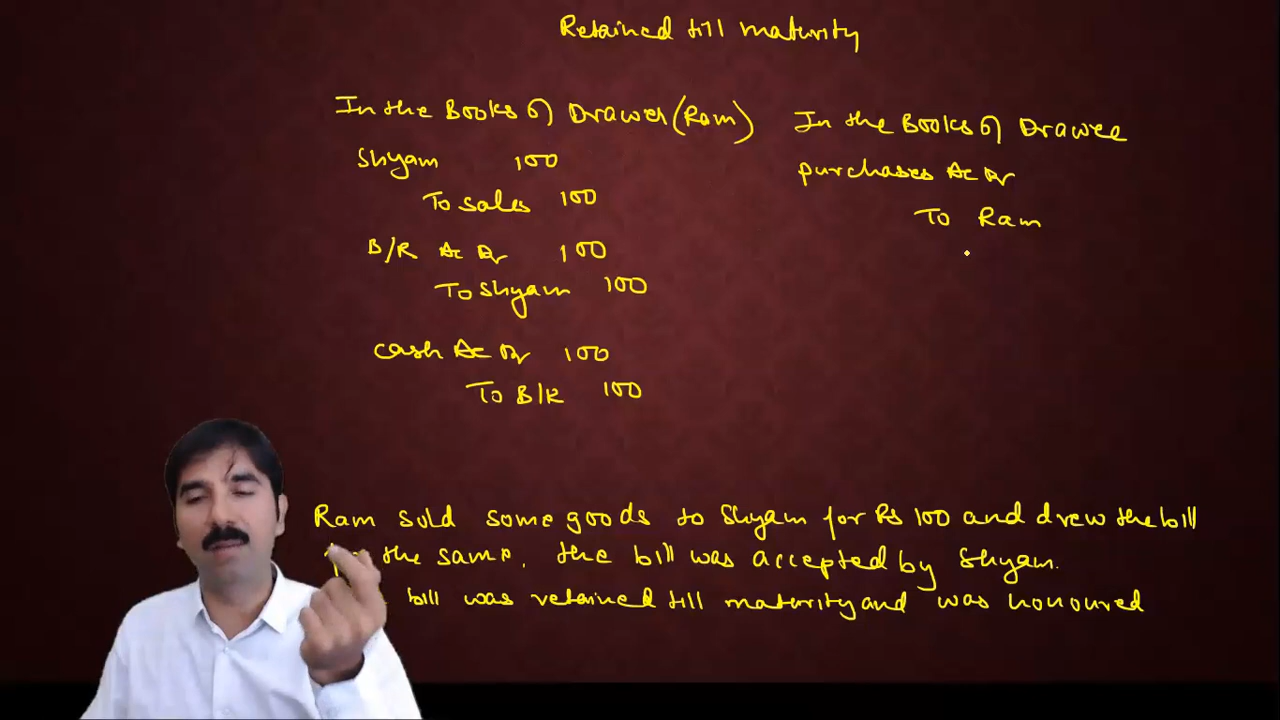 Retained till maturity
In the Books of Drawer (Ram)
Shyam 100
To Sales 100
B/R Ac Dr 100
To Shyam 100
Cash Ac Dr 100
To B/R 100
In the Books of Drawee
purchases Ac Dr
To Ram
Ram sold some goods to Shyam for Rs 100 and drew the bill
the same. the bill was accepted by Shyam.
bill was retained till maturity and was honoured